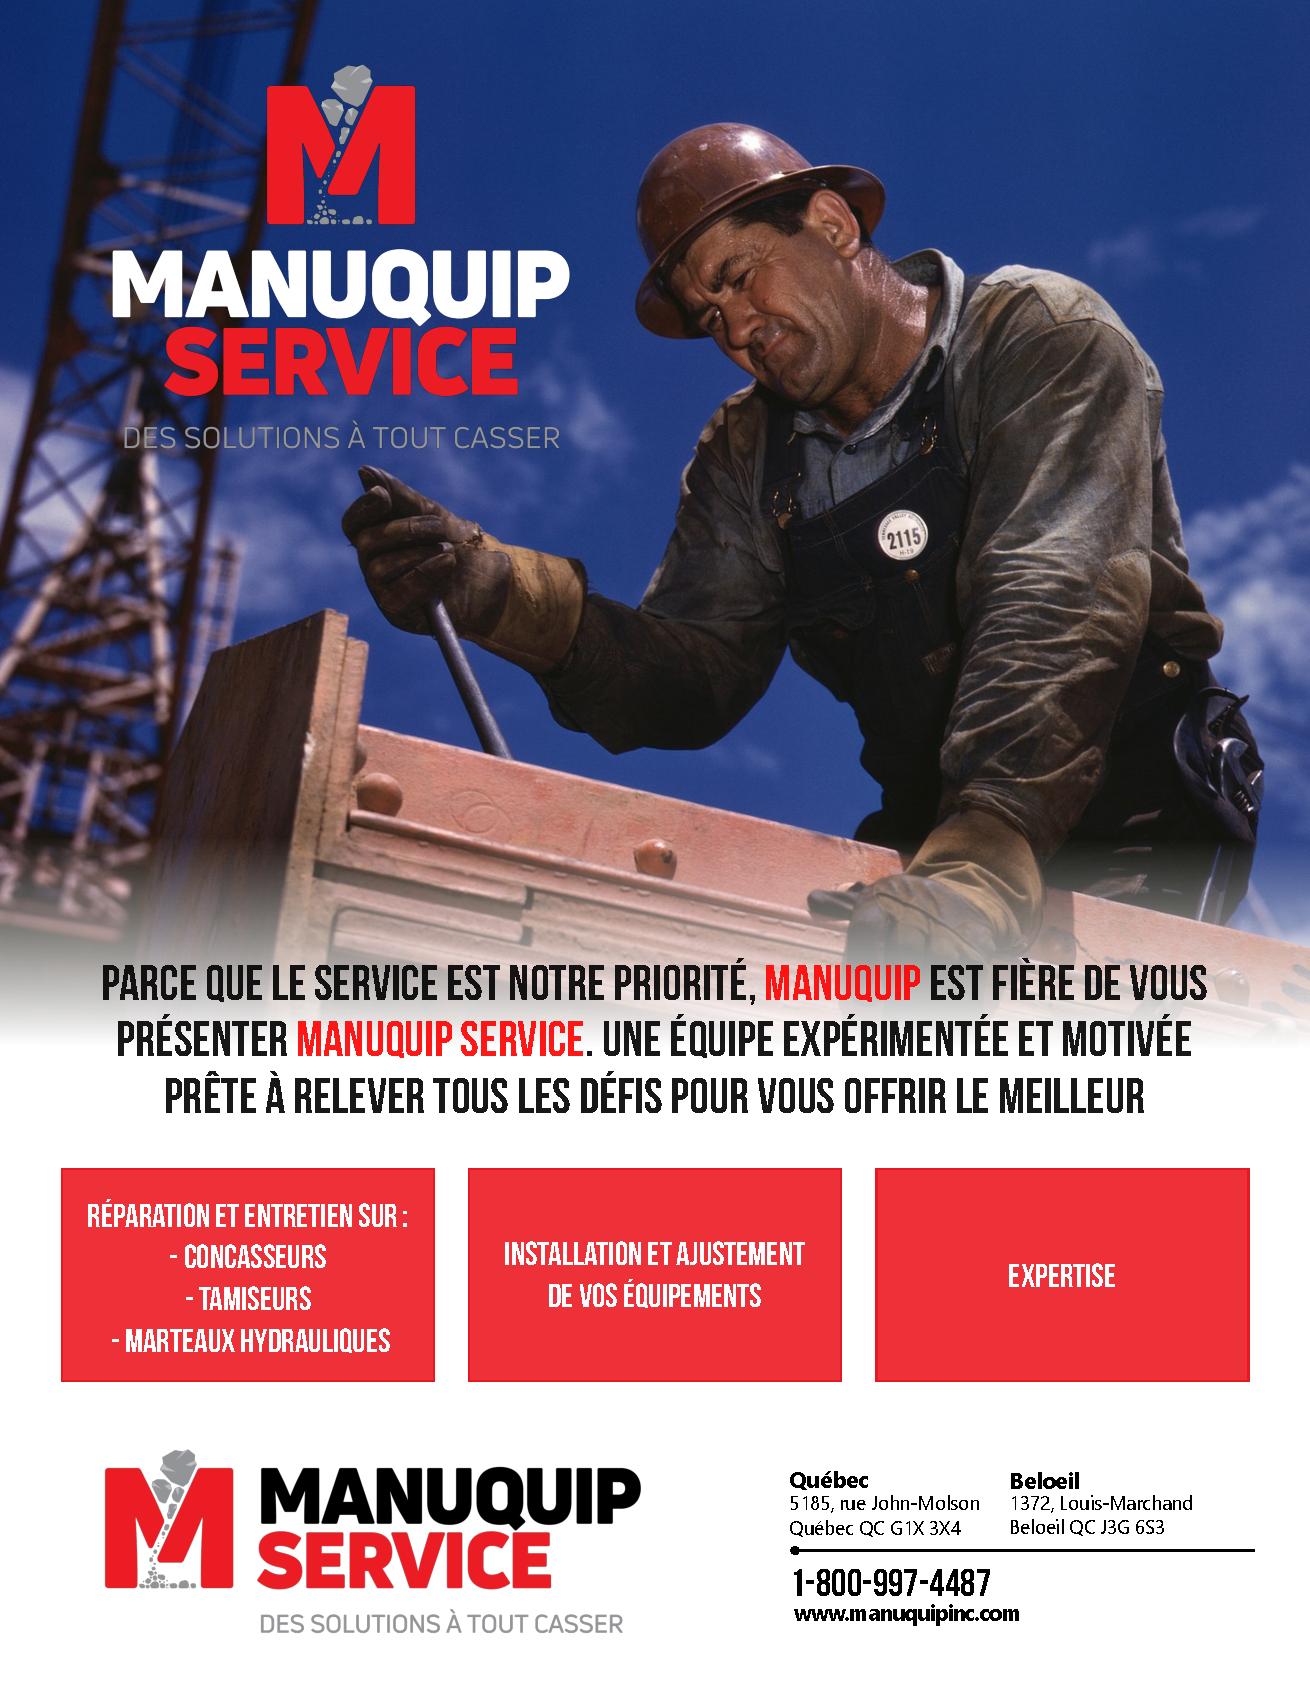 MANUQUIP
SERVICE
DES SOLUTIONS À TOUT CASSER
2115
H-19
PARCE QUE LE SERVICE EST NOTRE PRIORITÉ, MANUQUIP EST FIÈRE DE VOUS
PRÉSENTER MANUQUIP SERVICE. UNE ÉQUIPE EXPÉRIMENTÉE ET MOTIVÉE
PRÊTE À RELEVER TOUS LES DÉFIS POUR VOUS OFFRIR LE MEILLEUR
RÉPARATION ET ENTRETIEN SUR :
- CONCASSEURS
- TAMISEURS
- MARTEAUX HYDRAULIQUES
INSTALLATION ET AJUSTEMENT
DE VOS ÉQUIPEMENTS
EXPERTISE
MANUQUIP
SERVICE
DES SOLUTIONS À TOUT CASSER
Québec
5185, rue John-Molson
Québec QC G1X 3X4
Beloeil
1372, Louis-Marchand
Beloeil QC J3G 6S3
1-800-997-4487
www.manuquipinc.com